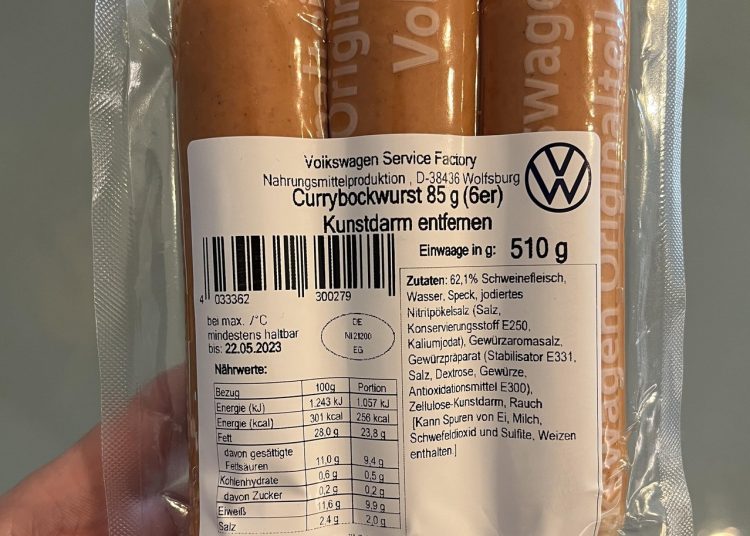 Original
Vol
swagen
Originalteil
swagen Originalteil
Volkswagen Service Factory
Nahrungsmittelproduktion , D-38436 Wolfsburg
Currybockwurst 85 g (6er)
Kunstdarm entfernen
Einwaage in g: 510 g
4 033362 300279
bei max. 7°C
mindestens haltbar
bis: 22.05.2023
DE
NI 21200
EG
Nährwerte:
Bezug 100g Portion
Energie (kJ) 1.243 kJ 1.057 kJ
Energie (kcal) 301 kcal 256 kcal
Fett 28,0 g 23,8 g
davon gesättigte
Fettsäuren 11,0 g 9,4 g
Kohlenhydrate 0,6 g 0,5 g
davon Zucker 0,2 g 0,2 g
Eiweiß 11,6 g 9,9 g
Salz 2,4 g 2,0 g
Zutaten: 62,1% Schweinefleisch,
Wasser, Speck, jodiertes
Nitritpökelsalz (Salz,
Konservierungsstoff E250,
Kaliumjodat), Gewürzaromasalz,
Gewürzpräparat (Stabilisator E331,
Salz, Dextrose, Gewürze,
Antioxidationsmittel E300),
Zellulose-Kunstdarm, Rauch
[Kann Spuren von Ei, Milch,
Schwefeldioxid und Sulfite, Weizen
enthalten.]